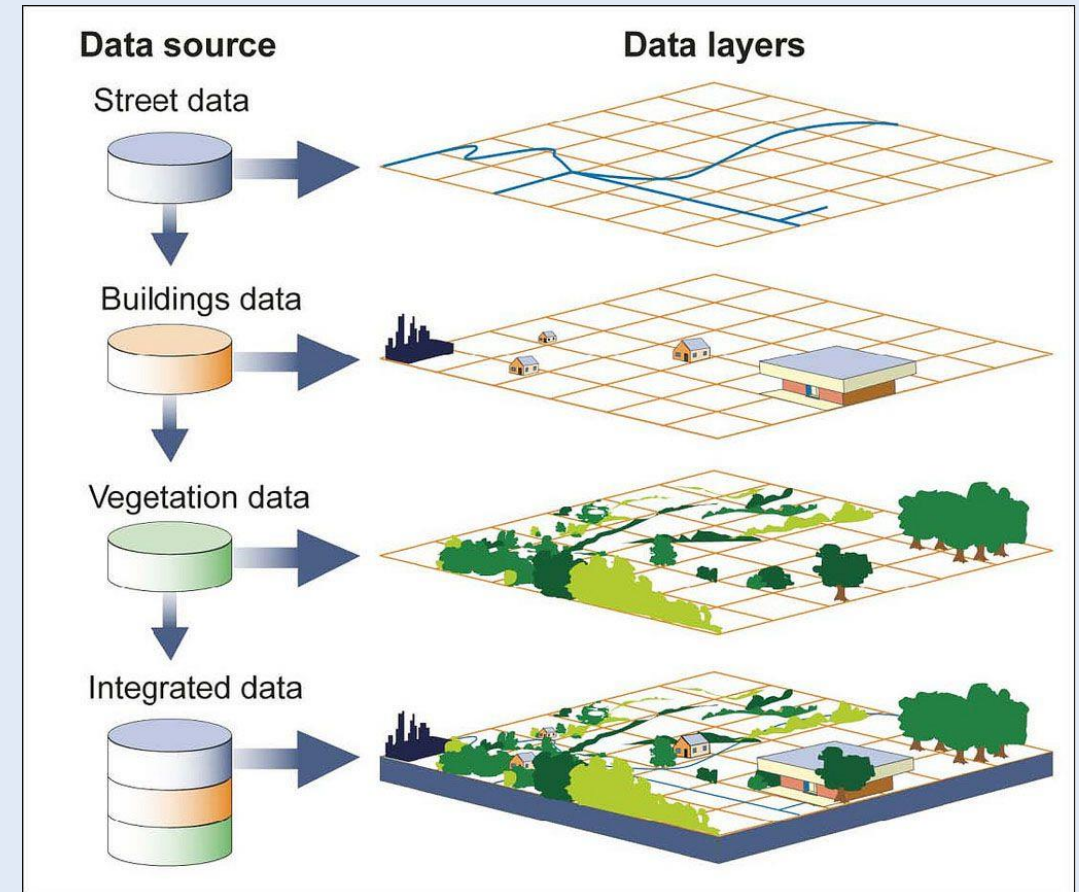 Data source
Data layers
Street data
Buildings data
Vegetation data
Integrated data